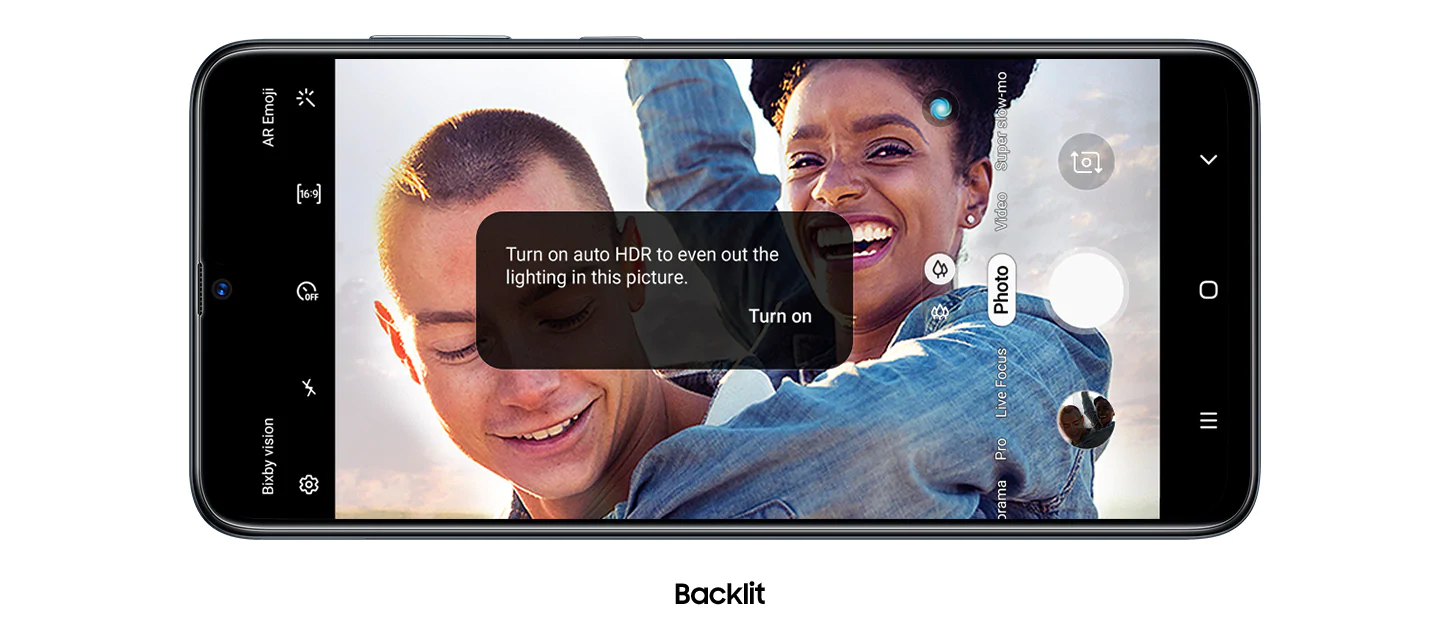 AR Emoji
16:9
OFF
Bixby vision
Turn on auto HDR to even out the
lighting in this picture.
Turn on
Super slow-mo
Video
Photo
Live Focus
Pro
orama
Backlit